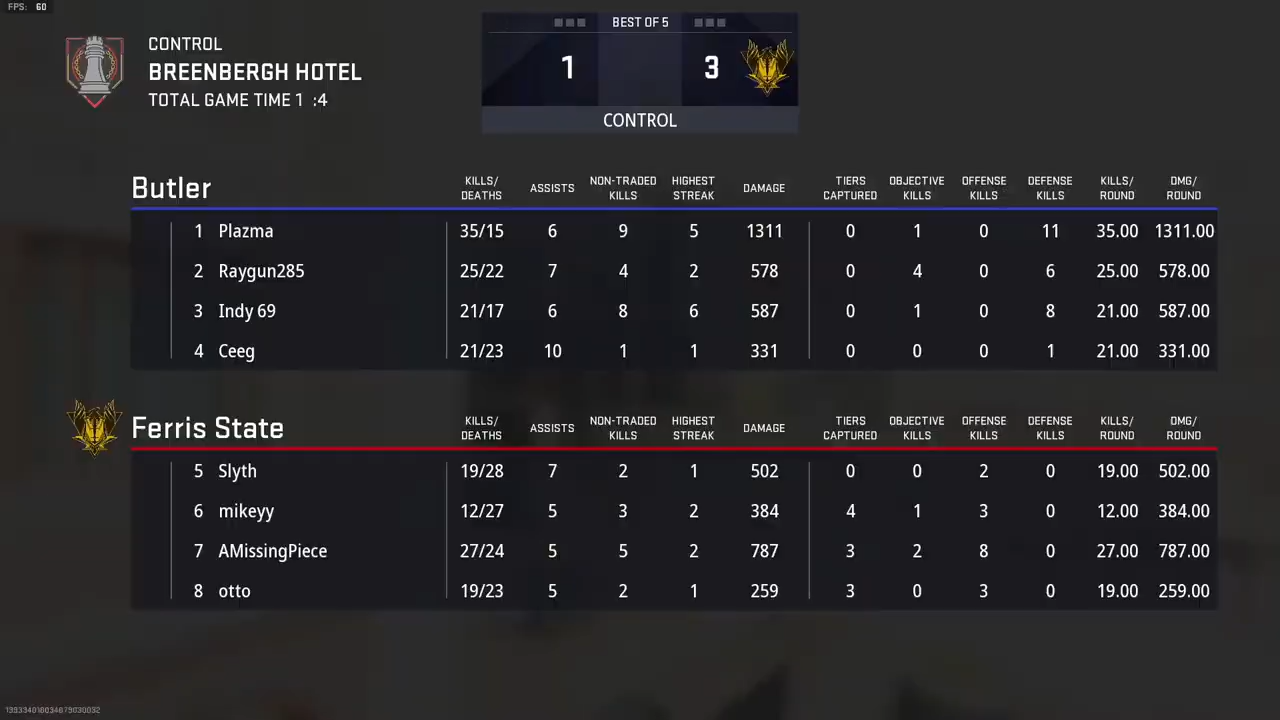 FPS: 60
CONTROL
BREENBERGH HOTEL
TOTAL GAME TIME 1 :4
BEST OF 5
1 3
CONTROL
Butler KILLS/DEATHS ASSISTS NON-TRADED KILLS HIGHEST STREAK DAMAGE TIERS CAPTURED OBJECTIVE KILLS OFFENSE KILLS DEFENSE KILLS KILLS/ROUND DMG/ROUND
1 Plazma 35/15 6 9 5 1311 0 1 0 11 35.00 1311.00
2 Raygun285 25/22 7 4 2 578 0 4 0 6 25.00 578.00
3 Indy 69 21/17 6 8 6 587 0 1 0 8 21.00 587.00
4 Ceeg 21/23 10 1 1 331 0 0 0 1 21.00 331.00
Ferris State KILLS/DEATHS ASSISTS NON-TRADED KILLS HIGHEST STREAK DAMAGE TIERS CAPTURED OBJECTIVE KILLS OFFENSE KILLS DEFENSE KILLS KILLS/ROUND DMG/ROUND
5 Slyth 19/28 7 2 1 502 0 0 2 0 19.00 502.00
6 mikeyy 12/27 5 3 2 384 4 1 3 0 12.00 384.00
7 AMissingPiece 27/24 5 5 2 787 3 2 8 0 27.00 787.00
8 otto 19/23 5 2 1 259 3 0 3 0 19.00 259.00